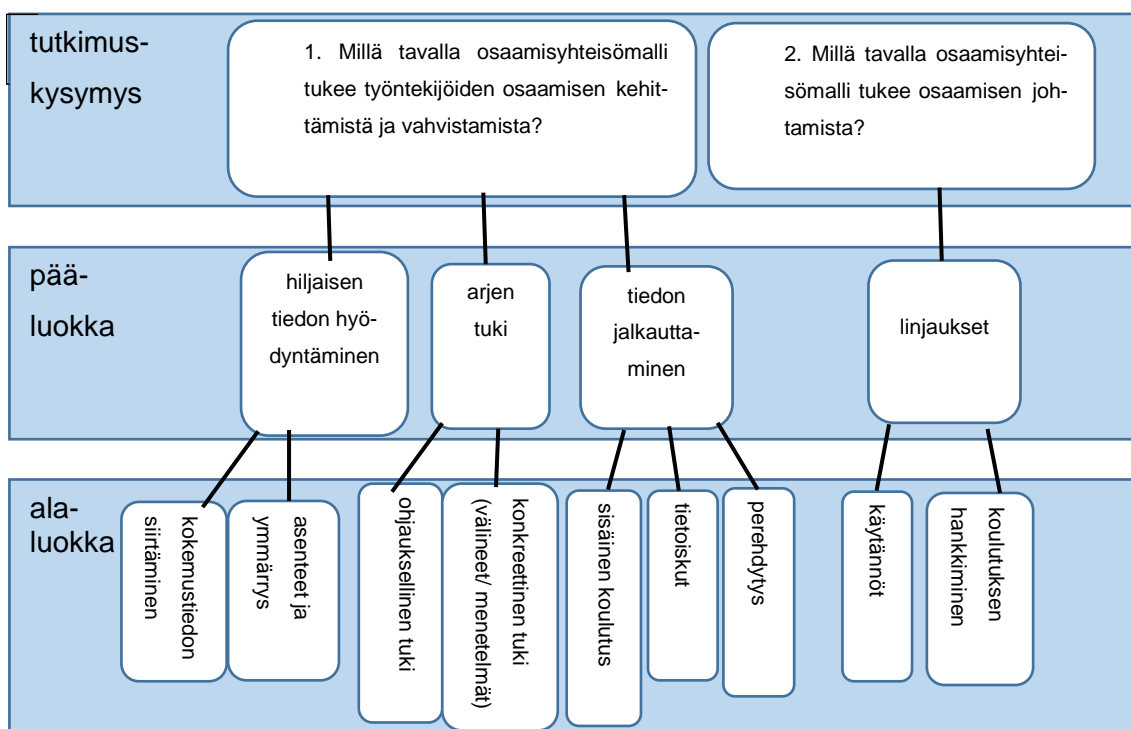 tutkimus-
kysymys
1. Millä tavalla osaamisyhteisömalli
tukee työntekijöiden osaamisen kehit-
tämistä ja vahvistamista?
2. Millä tavalla osaamisyhtei-
sömalli tukee osaamisen joh-
tamista?
pää-
luokka
hiljaisen
tiedon hyö-
dyntäminen
arjen
tuki
tiedon
jalkautta-
minen
linjaukset
ala-
luokka
kokemustiedon
siirtäminen
asenteet ja
ymmärrys
ohjauksellinen tuki
konkreettinen tuki
(välineet/ menetelmät)
sisäinen koulutus
tietoiskut
perehdytys
käytännöt
koulutuksen
hankkiminen